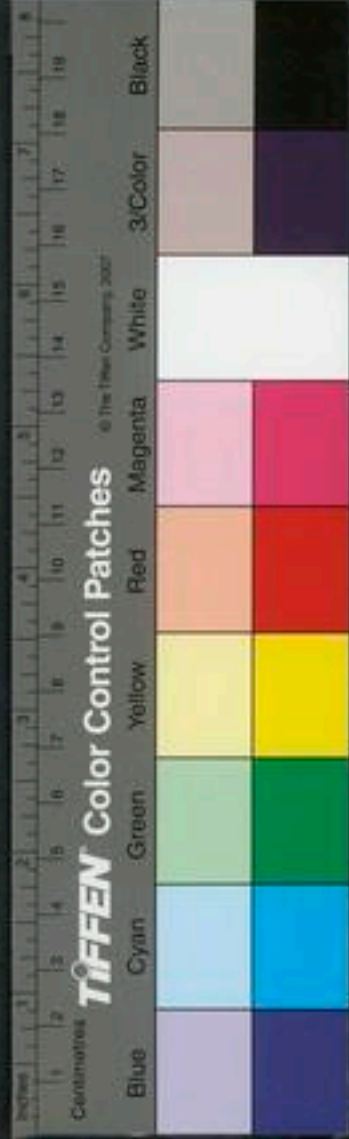 Inches
1 2 3 4 5 6 7 8
Centimetres
1 2 3 4 5 6 7 8 9 10 11 12 13 14 15 16 17 18 19
TIFFEN Color Control Patches
© The Tiffen Company, 2007
Blue Cyan Green Yellow Red Magenta White 3/Color Black